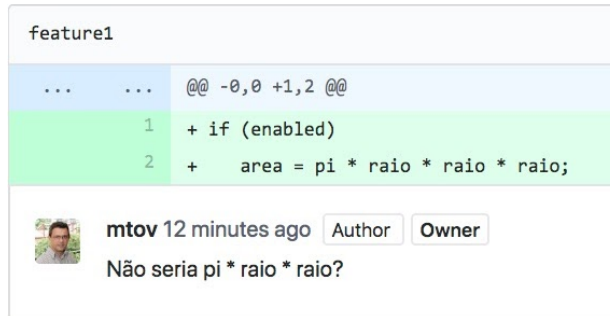 feature1
... ... @@ -0,0 +1,2 @@
1 + if (enabled)
2 + area = pi * raio * raio * raio;
mtov 12 minutes ago Author Owner
Não seria pi * raio * raio?